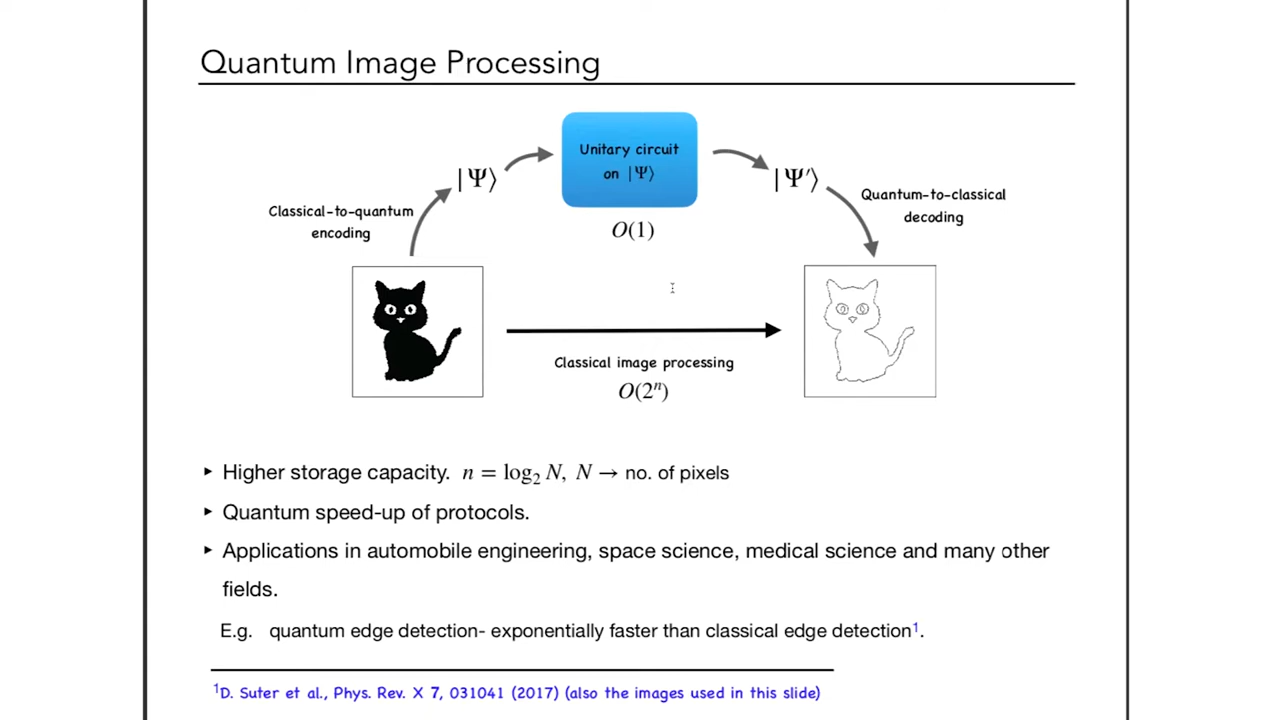 Quantum Image Processing
Unitary circuit
on |Ψ⟩
|Ψ⟩
|Ψ′⟩
Classical-to-quantum
encoding
Quantum-to-classical
decoding
O(1)
Classical image processing
O(2ⁿ)
▸ Higher storage capacity. n = log₂ N, N → no. of pixels
▸ Quantum speed-up of protocols.
▸ Applications in automobile engineering, space science, medical science and many other
fields.
E.g. quantum edge detection- exponentially faster than classical edge detection¹.
¹D. Suter et al., Phys. Rev. X 7, 031041 (2017) (also the images used in this slide)